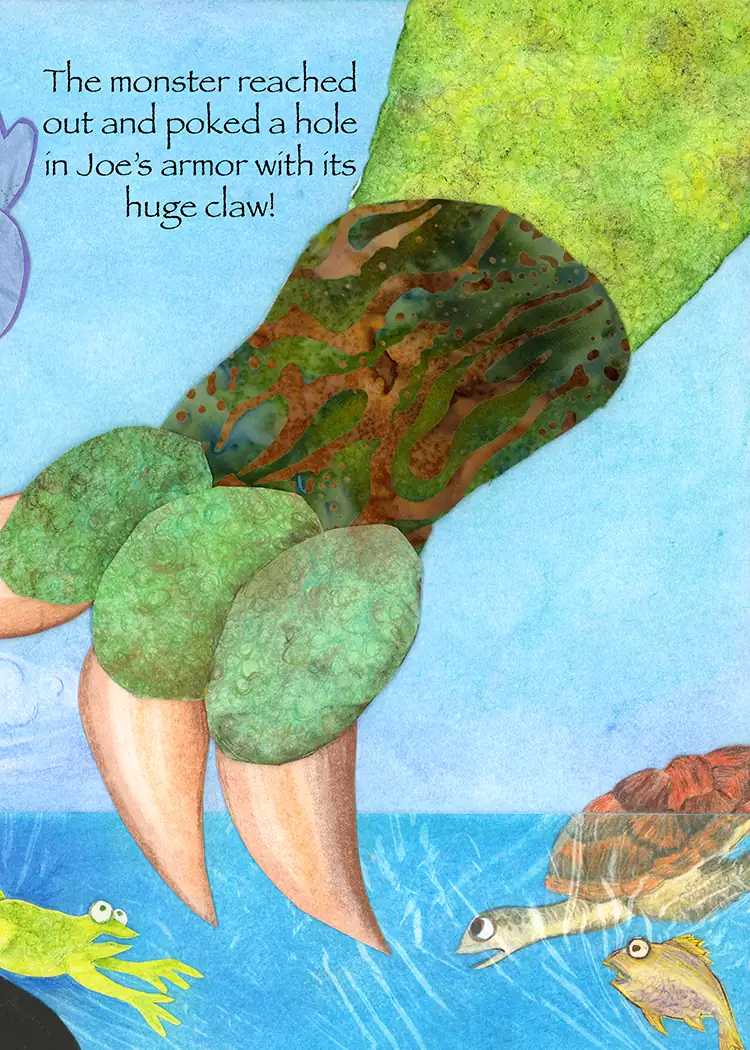 The monster reached
out and poked a hole
in Joe's armor with its
huge claw!